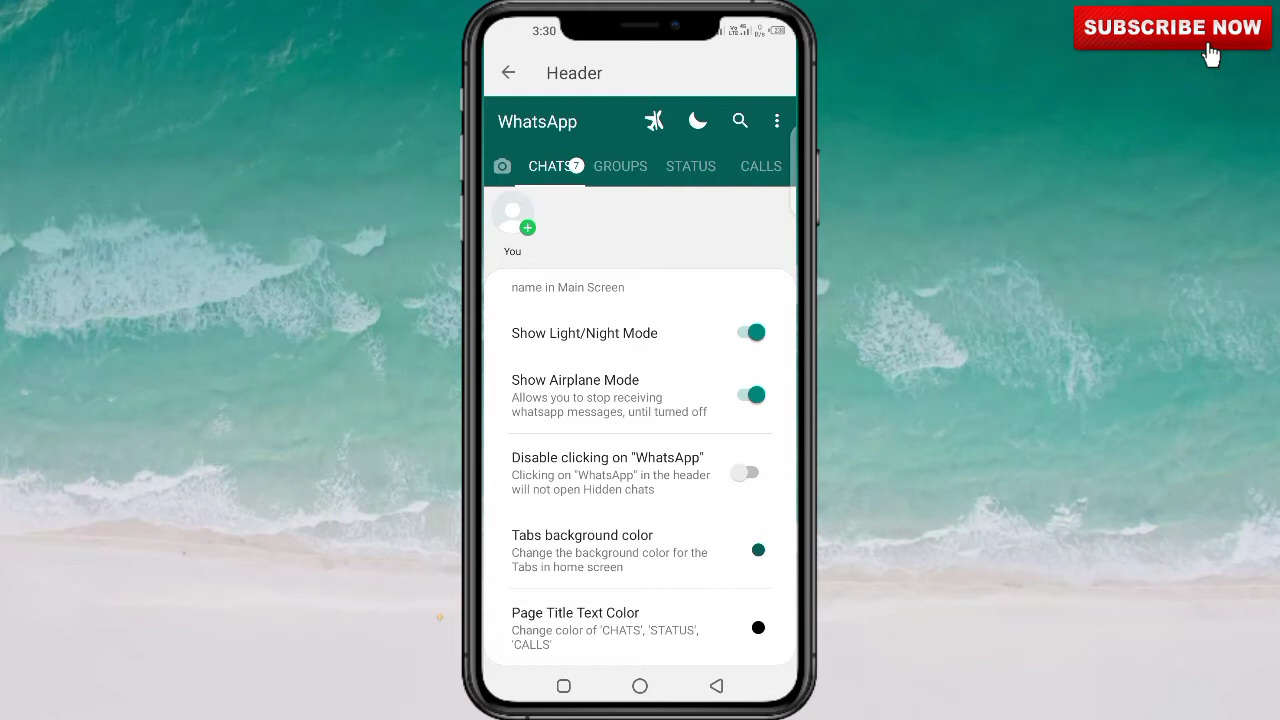 SUBSCRIBE NOW
3:30
Header
WhatsApp
CHATS 7 GROUPS STATUS CALLS
You
name in Main Screen
Show Light/Night Mode
Show Airplane Mode
Allows you to stop receiving
whatsapp messages, until turned off
Disable clicking on "WhatsApp"
Clicking on "WhatsApp" in the header
will not open Hidden chats
Tabs background color
Change the background color for the
Tabs in home screen
Page Title Text Color
Change color of 'CHATS', 'STATUS',
'CALLS'